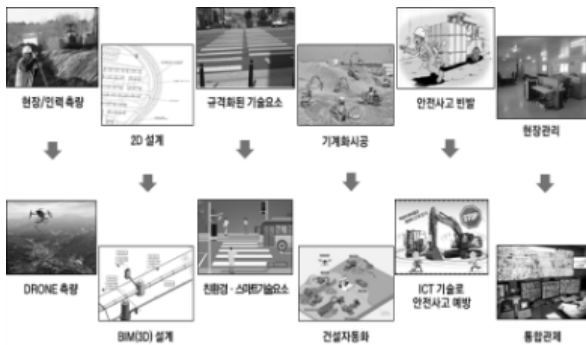 현장/인력 측량
2D 설계
규격화된 기술요소
기계화시공
안전사고 빈발
현장관리
DRONE 측량
BIM(3D) 설계
친환경 · 스마트기술요소
건설자동화
STOP
ICT 기술로
안전사고 예방
통합관제